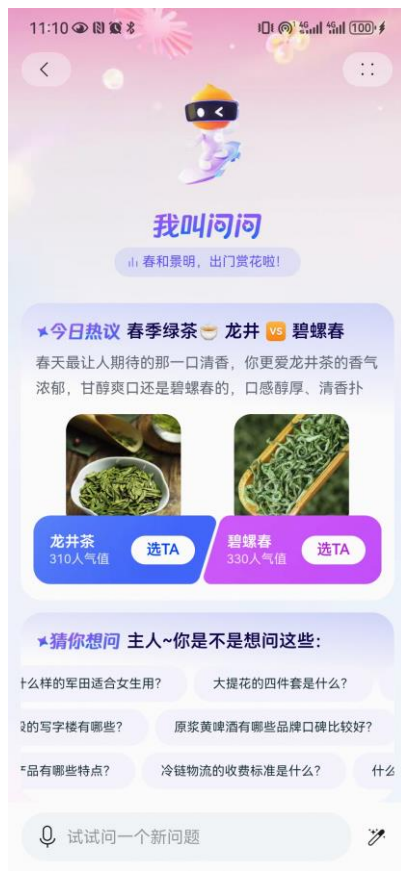 11:10
4G 4G 100
我叫问问
春和景明，出门赏花啦！
今日热议 春季绿茶 龙井 VS 碧螺春
春天最让人期待的那一口清香，你更爱龙井茶的香气
浓郁，甘醇爽口还是碧螺春的，口感醇厚、清香扑
龙井茶 选TA 碧螺春 选TA
310人气值 330人气值
猜你想问 主人~你是不是想问这些：
什么样的军田适合女生用？ 大提花的四件套是什么？
的写字楼有哪些？ 原浆黄啤酒有哪些品牌口碑比较好？
品有哪些特点？ 冷链物流的收费标准是什么？ 什么
试试问一个新问题